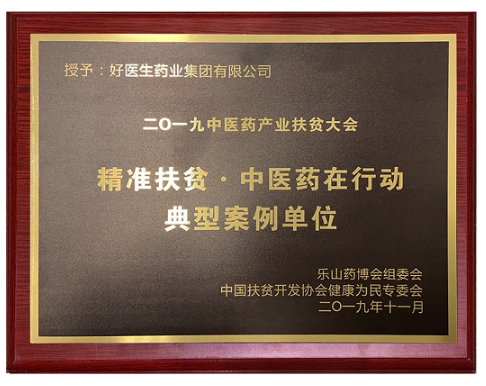 授予：好医生药业集团有限公司
二〇一九中医药产业扶贫大会
精准扶贫·中医药在行动
典型案例单位
乐山药博会组委会
中国扶贫开发协会健康为民专委会
二〇一九年十一月